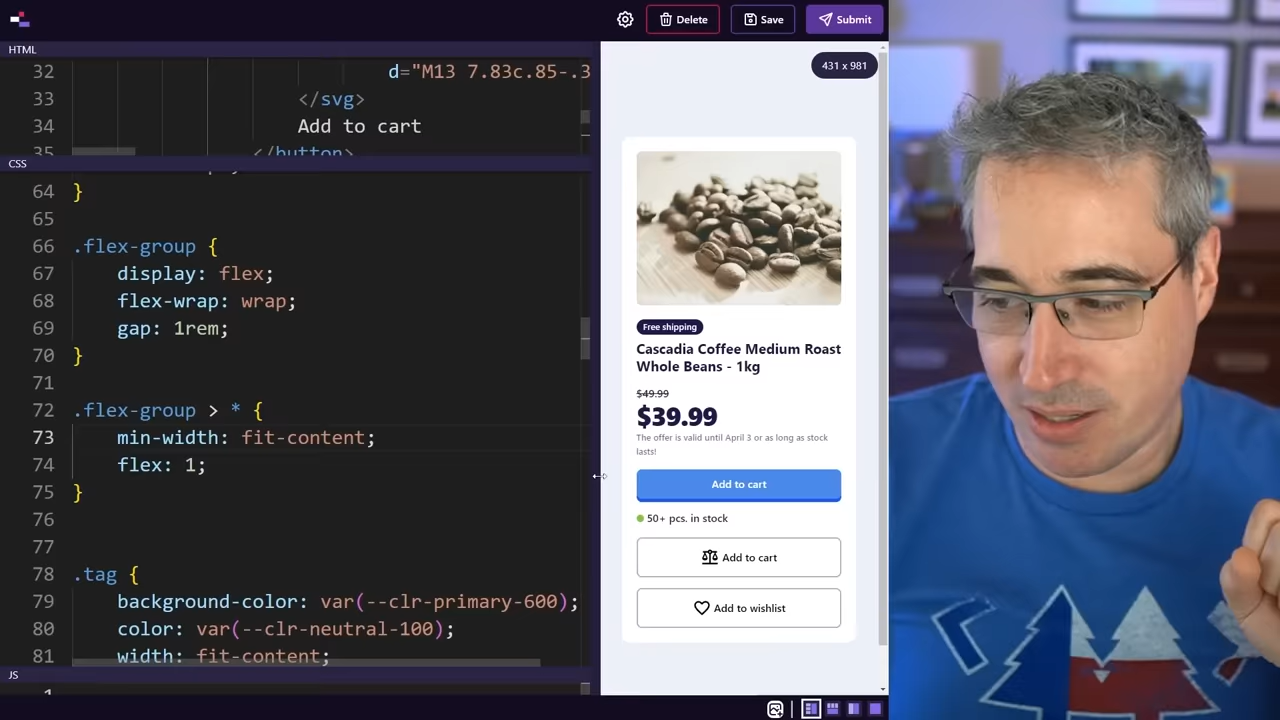 Delete
Save
Submit
HTML
32 d="M13 7.83c.85-.3
33 </svg>
34 Add to cart
35 </button>
CSS
64 }
65
66 .flex-group {
67 display: flex;
68 flex-wrap: wrap;
69 gap: 1rem;
70 }
71
72 .flex-group > * {
73 min-width: fit-content;
74 flex: 1;
75 }
76
77
78 .tag {
79 background-color: var(--clr-primary-600);
80 color: var(--clr-neutral-100);
81 width: fit-content;
JS
1
431 x 981
Free shipping
Cascadia Coffee Medium Roast
Whole Beans - 1kg
$49.99
$39.99
The offer is valid until April 3 or as long as stock
lasts!
Add to cart
50+ pcs. in stock
Add to cart
Add to wishlist